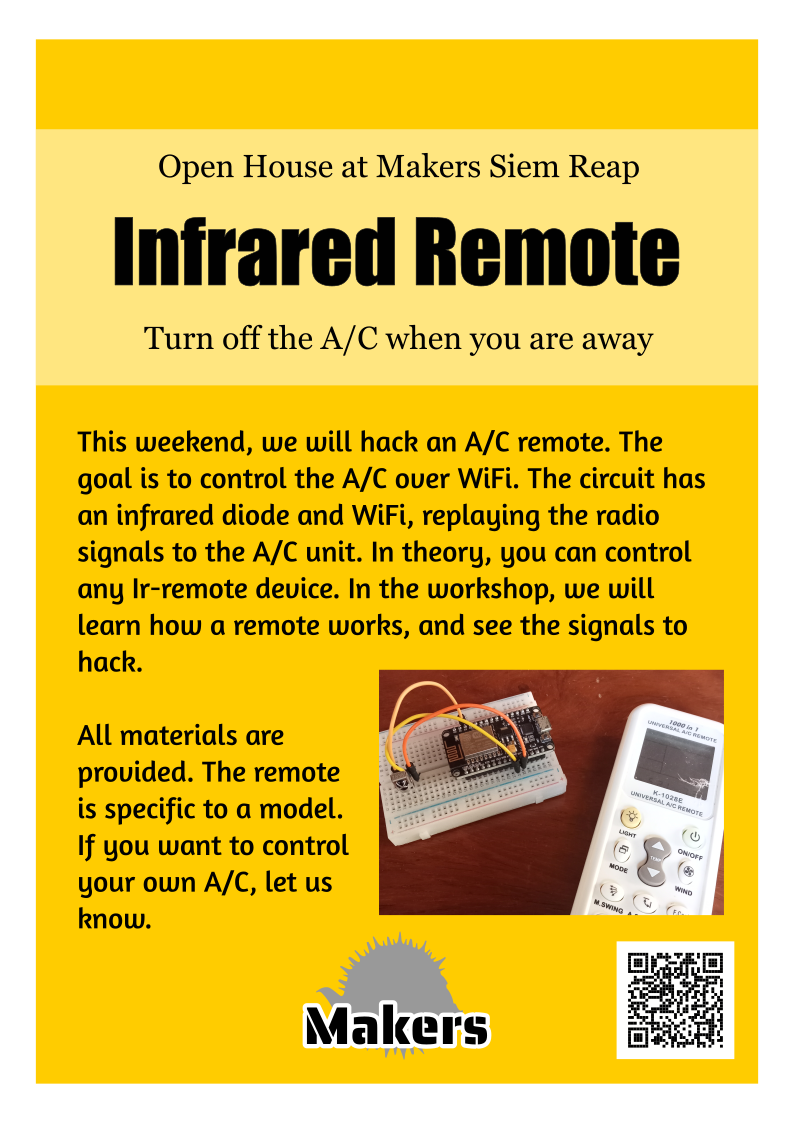 Open House at Makers Siem Reap
Infrared Remote
Turn off the A/C when you are away
This weekend, we will hack an A/C remote. The
goal is to control the A/C over WiFi. The circuit has
an infrared diode and WiFi, replaying the radio
signals to the A/C unit. In theory, you can control
any Ir-remote device. In the workshop, we will
learn how a remote works, and see the signals to
hack.
All materials are
provided. The remote
is specific to a model.
If you want to control
your own A/C, let us
know.
1000 in 1
UNIVERSAL A/C REMOTE
K-1028E
UNIVERSAL A/C REMOTE
LIGHT
ON/OFF
TEMP
MODE
WIND
M.SWING
Makers